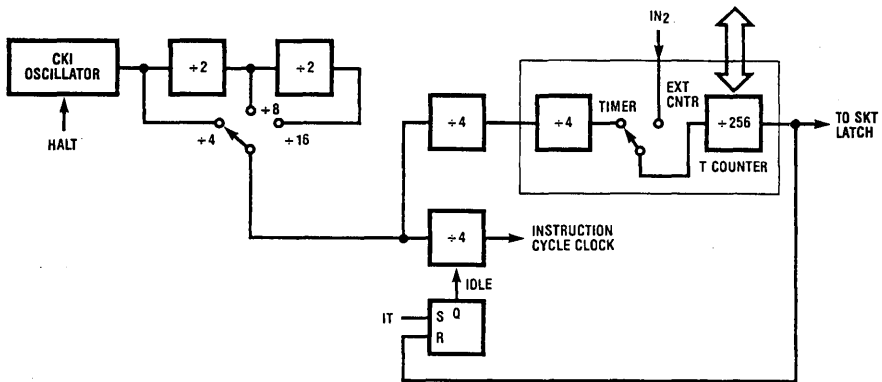 CKI
OSCILLATOR
HALT
÷2
÷2
÷4
÷8
÷16
÷4
÷4
TIMER
IN2
EXT
CNTR
÷256
T COUNTER
TO SKT
LATCH
÷4
INSTRUCTION
CYCLE CLOCK
IDLE
IT
S
Q
R